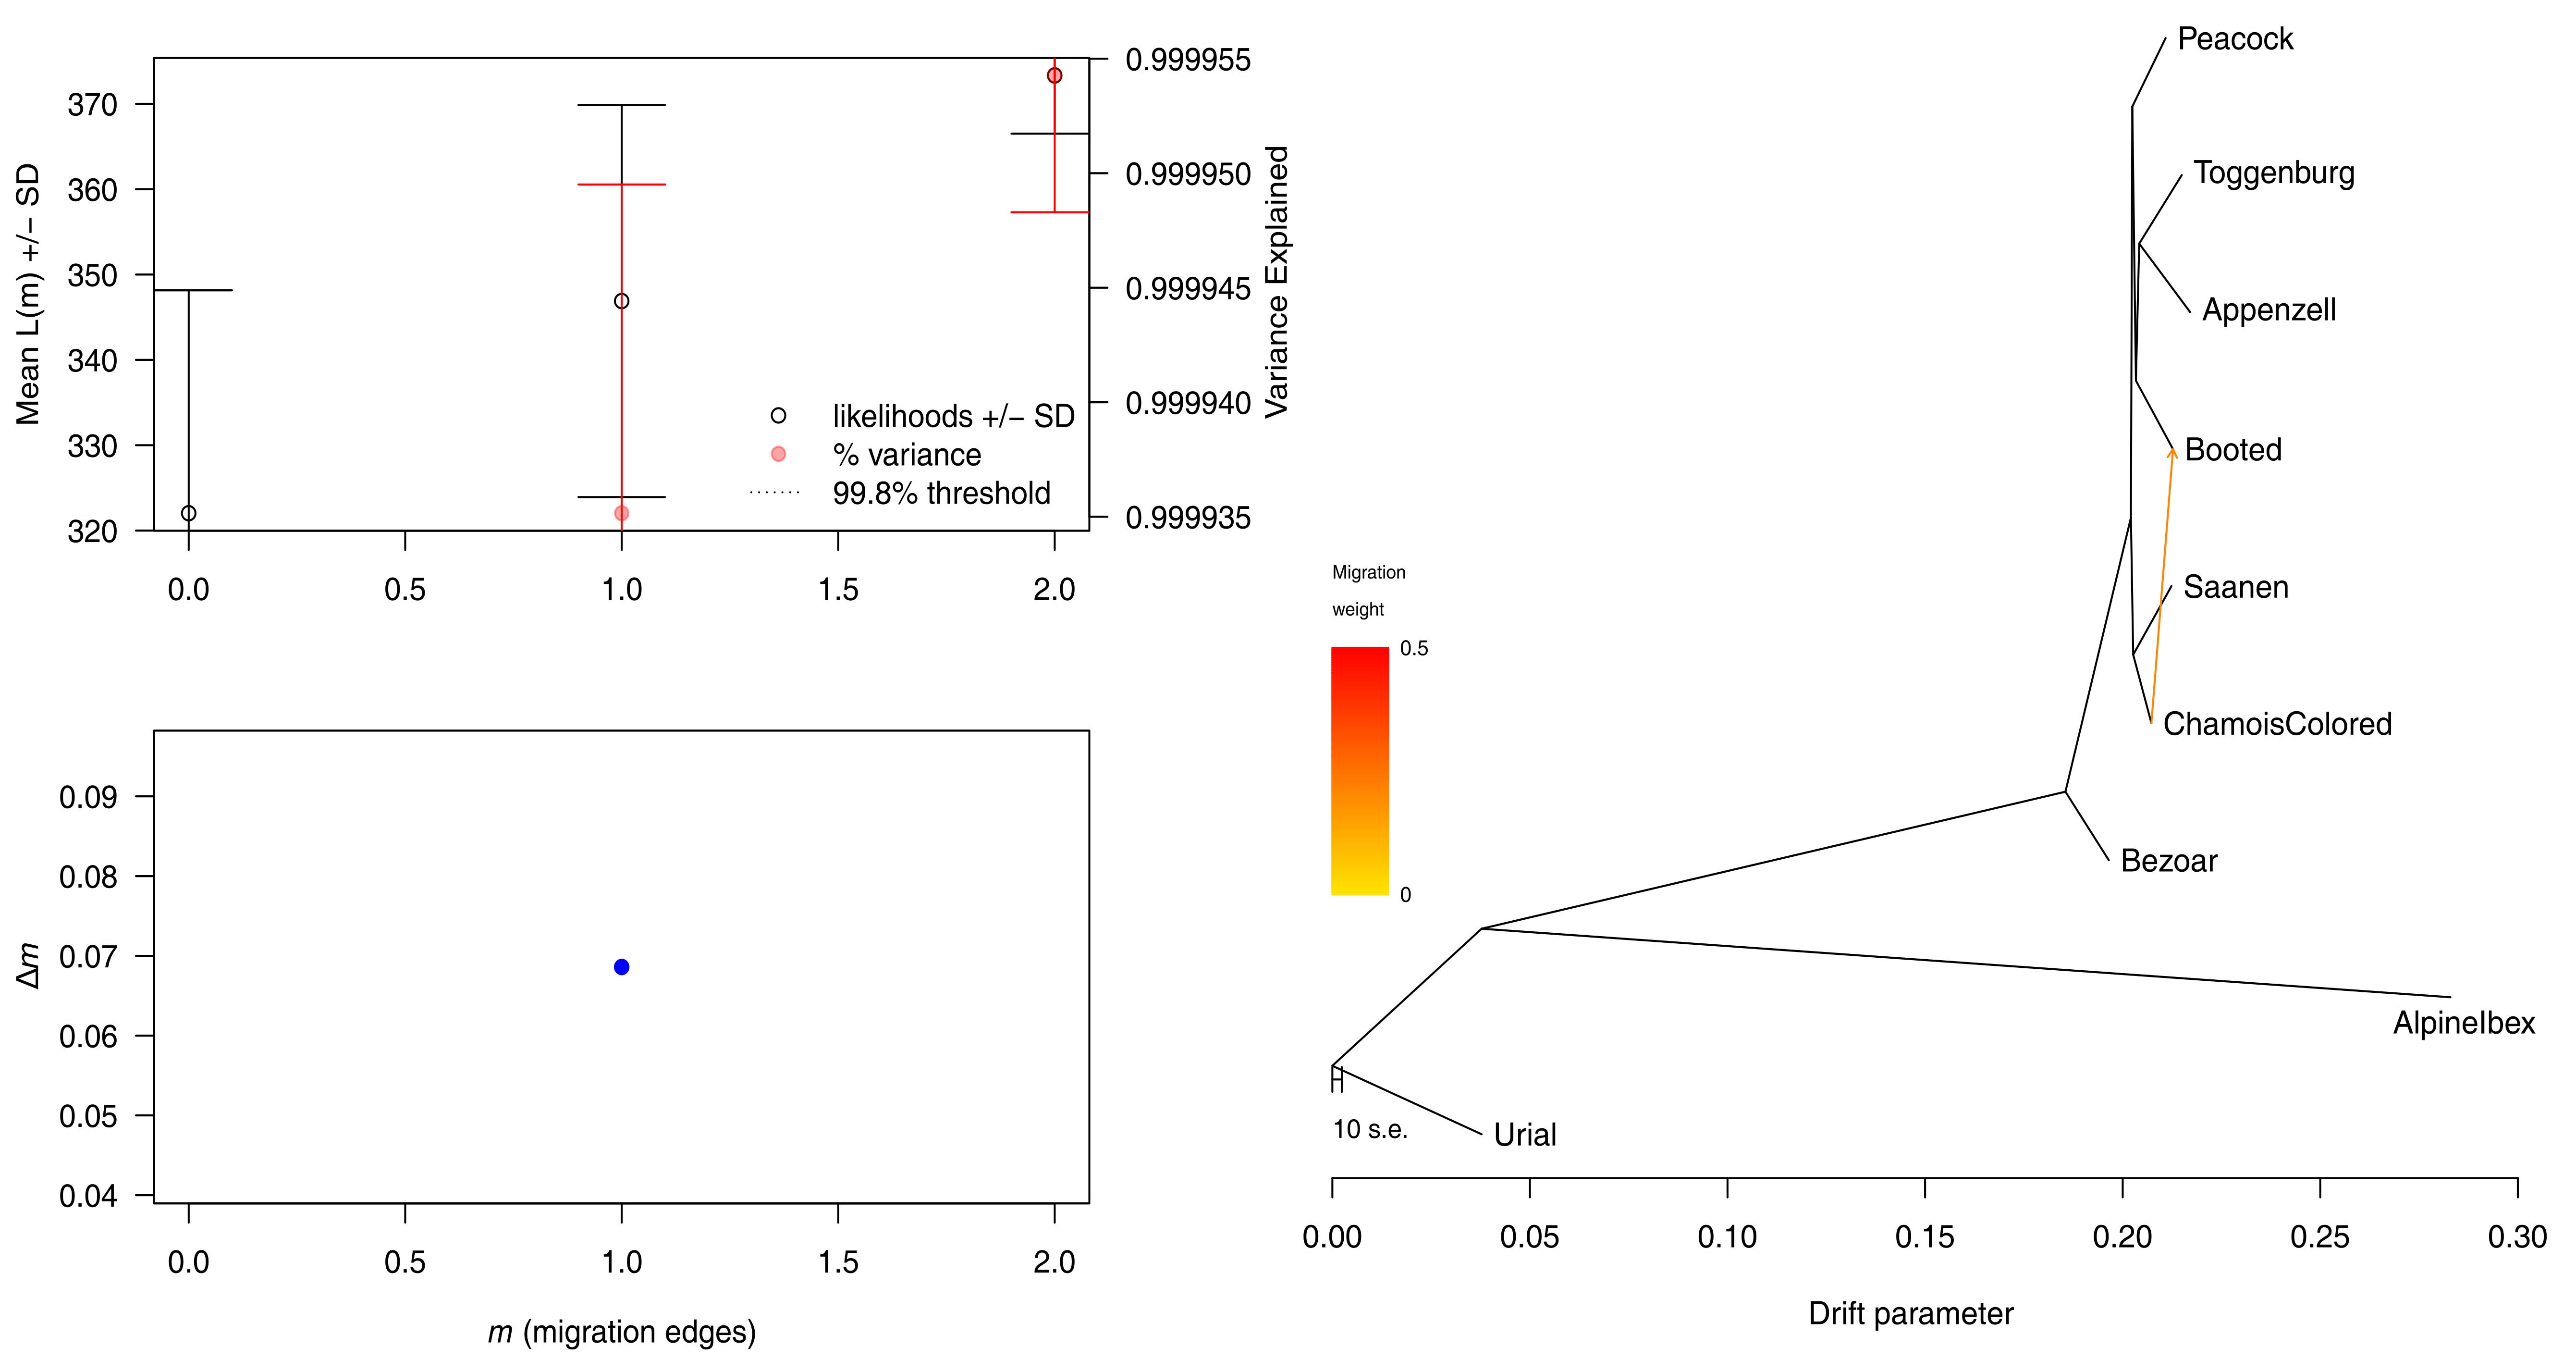 Mean L(m) +/− SD
370
360
350
340
330
320
0.0 0.5 1.0 1.5 2.0
0.999955
0.999950
0.999945
0.999940
0.999935
Variance Explained
likelihoods +/− SD
% variance
99.8% threshold
Δm
0.09
0.08
0.07
0.06
0.05
0.04
0.0 0.5 1.0 1.5 2.0
m (migration edges)
Peacock
Toggenburg
Appenzell
Booted
Saanen
ChamoisColored
Bezoar
AlpineIbex
Urial
Migration
weight
0.5
0
10 s.e.
0.00 0.05 0.10 0.15 0.20 0.25 0.30
Drift parameter